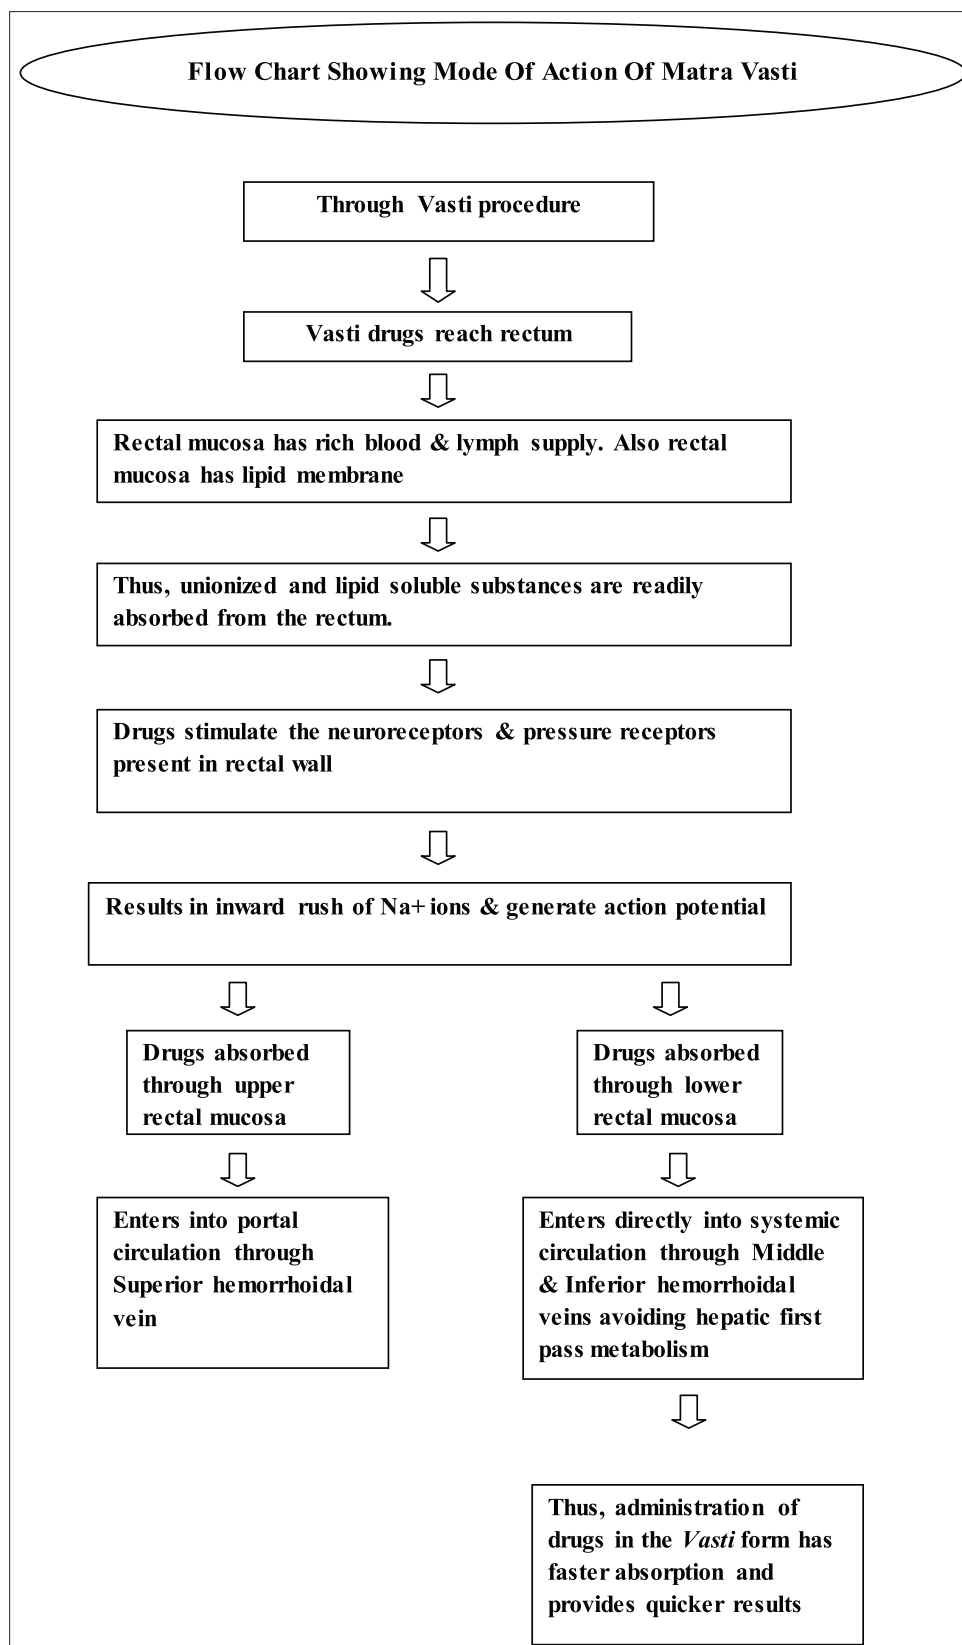 Flow Chart Showing Mode Of Action Of Matra Vasti
Through Vasti procedure
Vasti drugs reach rectum
Rectal mucosa has rich blood & lymph supply. Also rectal
mucosa has lipid membrane
Thus, unionized and lipid soluble substances are readily
absorbed from the rectum.
Drugs stimulate the neuroreceptors & pressure receptors
present in rectal wall
Results in inward rush of Na+ ions & generate action potential
Drugs absorbed
through upper
rectal mucosa
Drugs absorbed
through lower
rectal mucosa
Enters into portal
circulation through
Superior hemorrhoidal
vein
Enters directly into systemic
circulation through Middle
& Inferior hemorrhoidal
veins avoiding hepatic first
pass metabolism
Thus, administration of
drugs in the Vasti form has
faster absorption and
provides quicker results